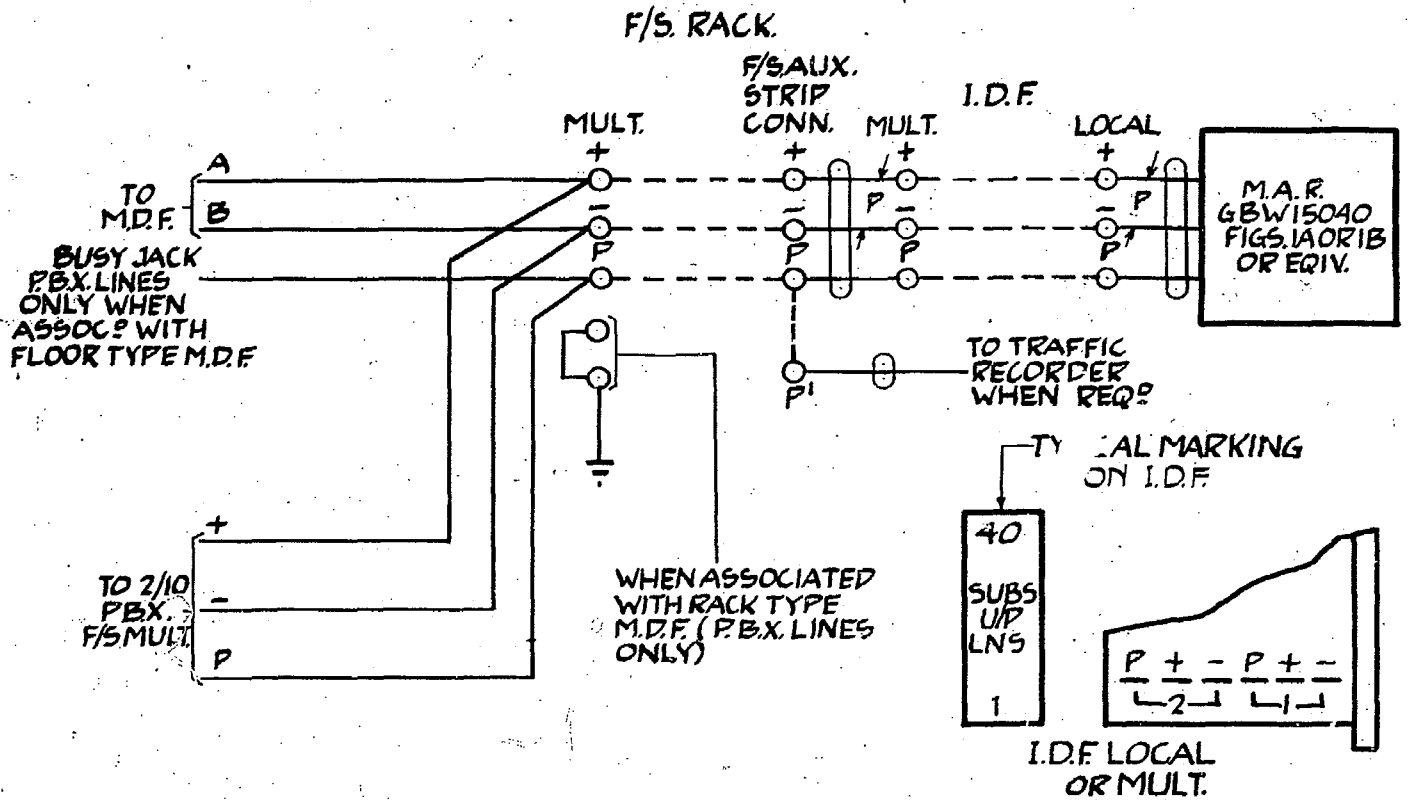 F/S. RACK.
F/S AUX.
STRIP
CONN.
I.D.F.
MULT.
MULT.
LOCAL
+
+
+
+
A
TO
M.D.F.
B
-
-
-
-
P
P
P
P
P
P
M.A.R.
GBW15040
FIGS. 1A OR 1B
OR EQIV.
BUSY JACK
P.B.X. LINES
ONLY WHEN
ASSOCD WITH
FLOOR TYPE M.D.F.
P1
TO TRAFFIC
RECORDER
WHEN REQD
AL MARKING
ON I.D.F.
40
SUBS
U/P
LNS
1
+
TO 2/10
P.B.X.
F/S MULT.
-
P
WHEN ASSOCIATED
WITH RACK TYPE
M.D.F. (P.B.X. LINES
ONLY)
P + - P + -
2 1
I.D.F. LOCAL
OR MULT.